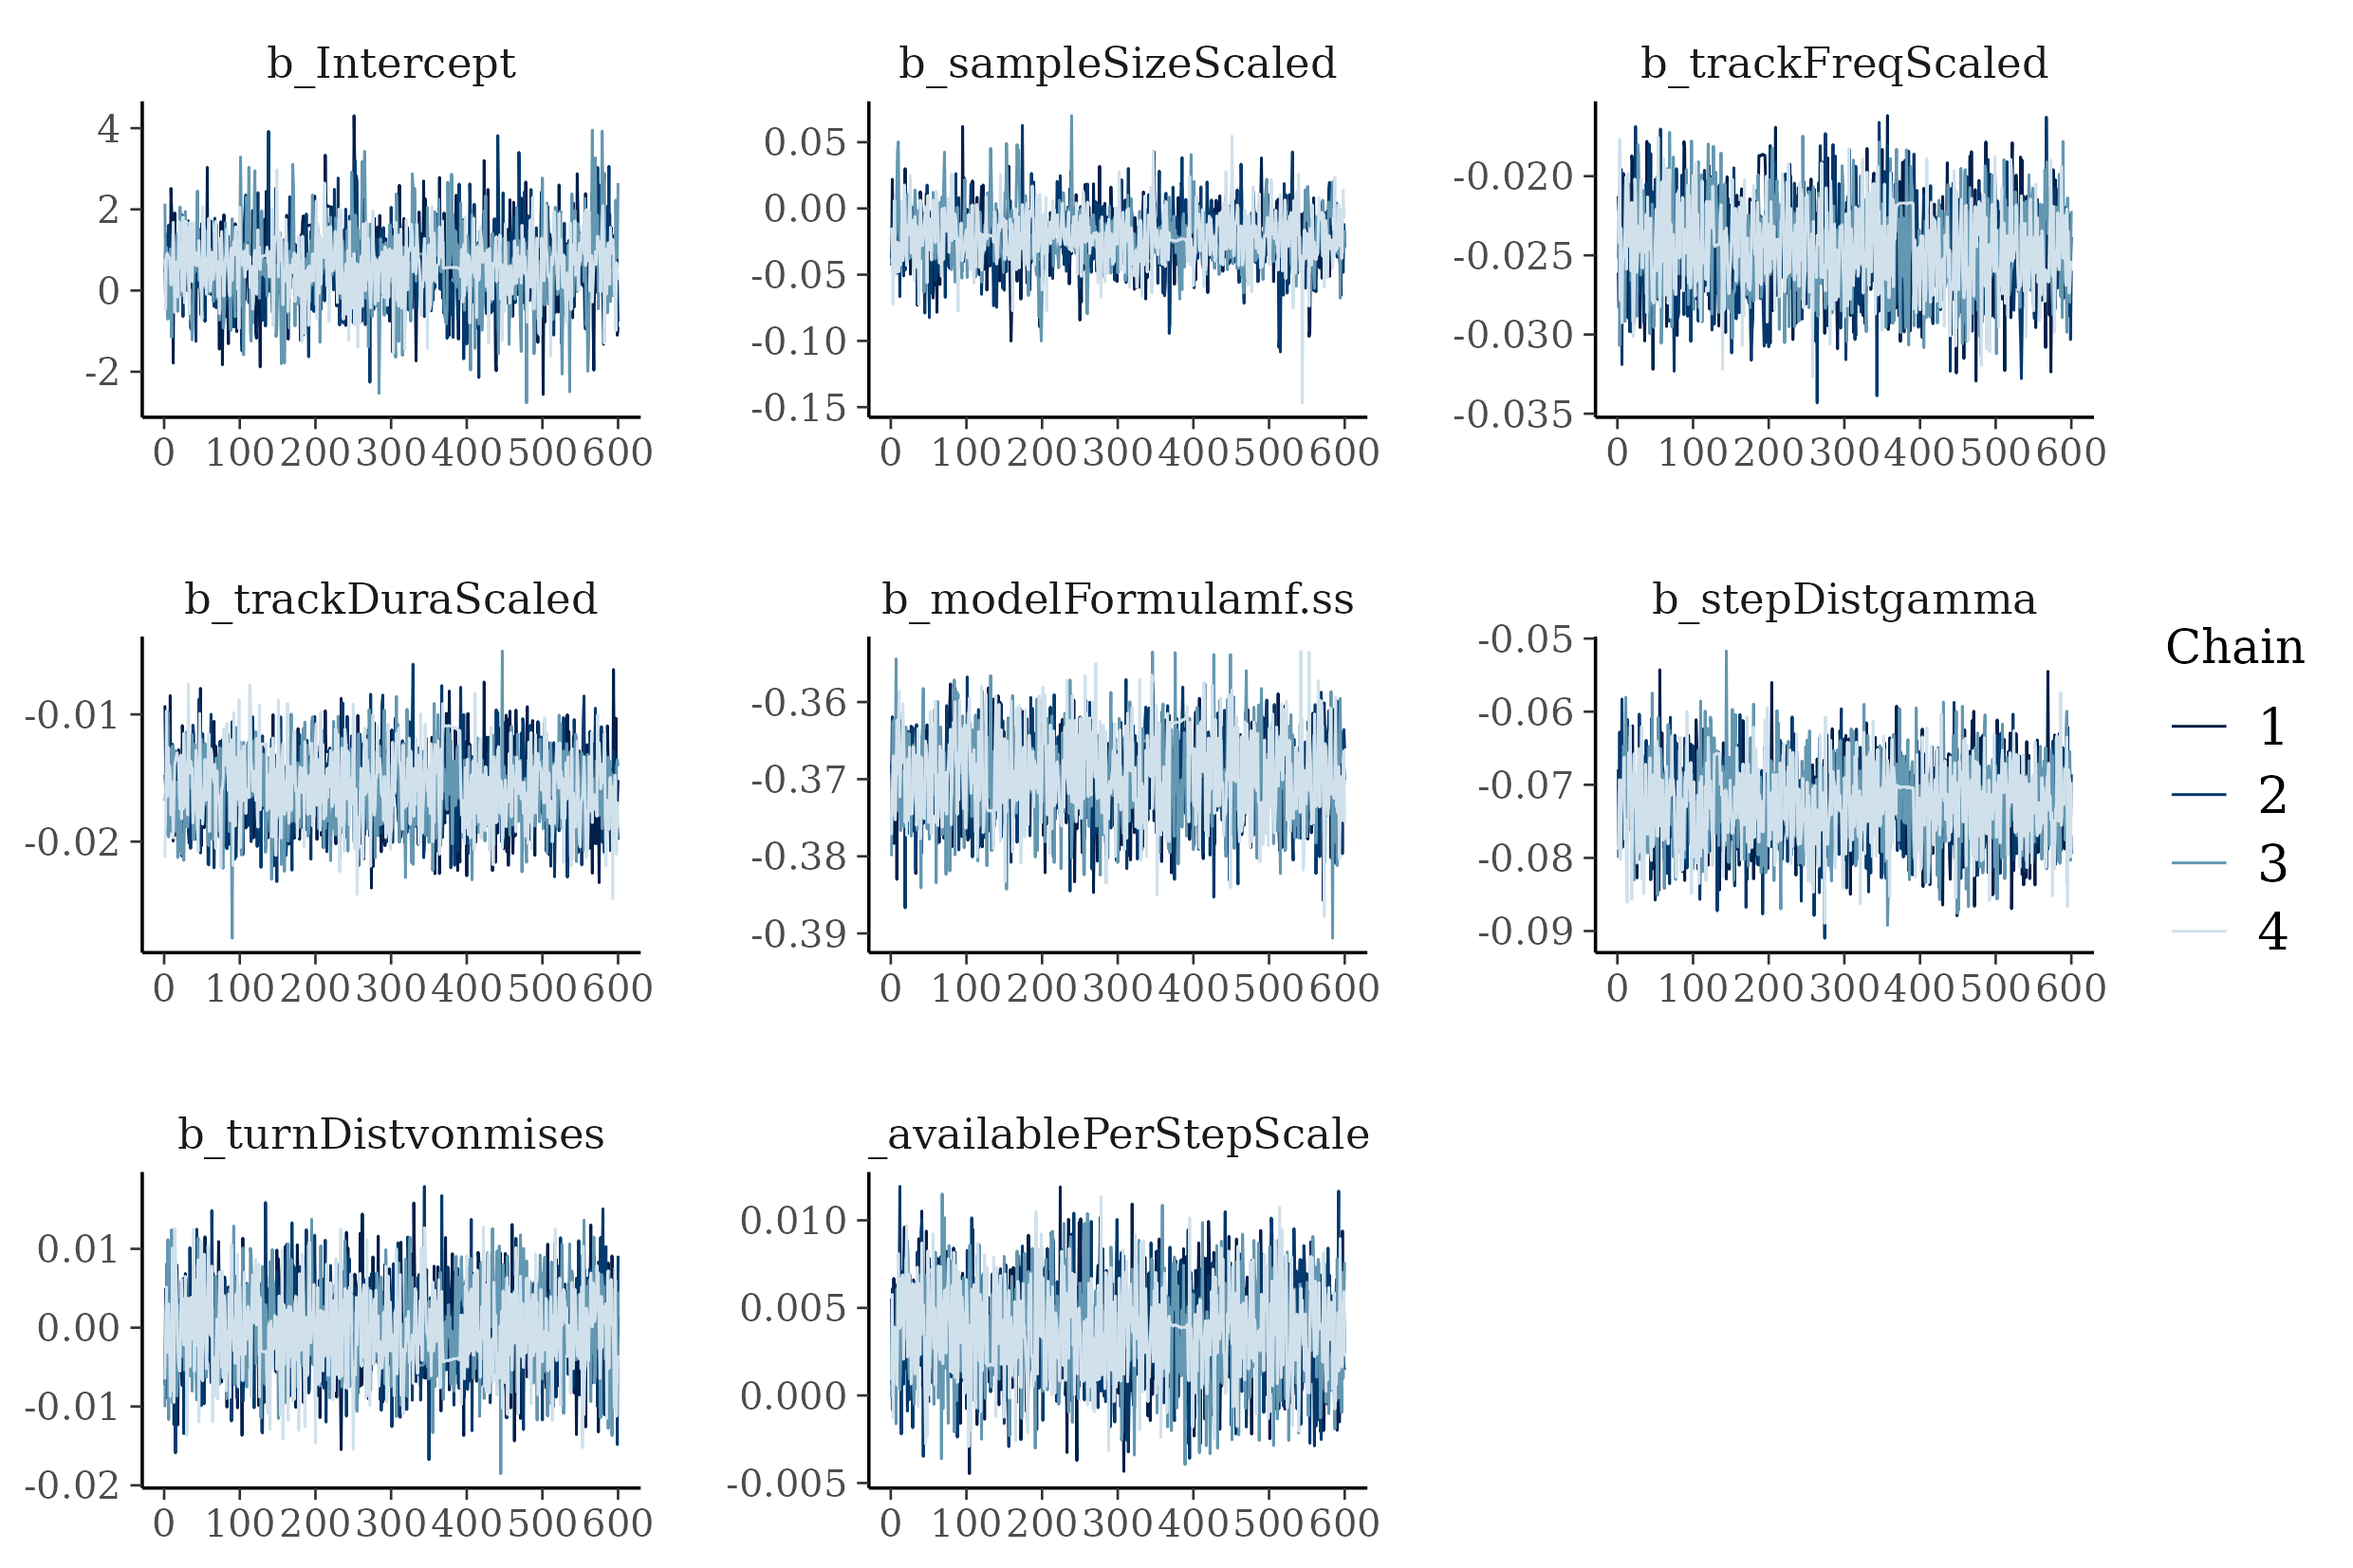 b_Intercept
4
2
0
-2
0 100 200 300 400 500 600
b_sampleSizeScaled
0.05
0.00
-0.05
-0.10
-0.15
0 100 200 300 400 500 600
b_trackFreqScaled
-0.020
-0.025
-0.030
-0.035
0 100 200 300 400 500 600
b_trackDuraScaled
-0.01
-0.02
0 100 200 300 400 500 600
b_modelFormulamf.ss
-0.36
-0.37
-0.38
-0.39
0 100 200 300 400 500 600
b_stepDistgamma
-0.05
-0.06
-0.07
-0.08
-0.09
0 100 200 300 400 500 600
Chain
1
2
3
4
b_turnDistvonmises
0.01
0.00
-0.01
-0.02
0 100 200 300 400 500 600
_availablePerStepScale
0.010
0.005
0.000
-0.005
0 100 200 300 400 500 600